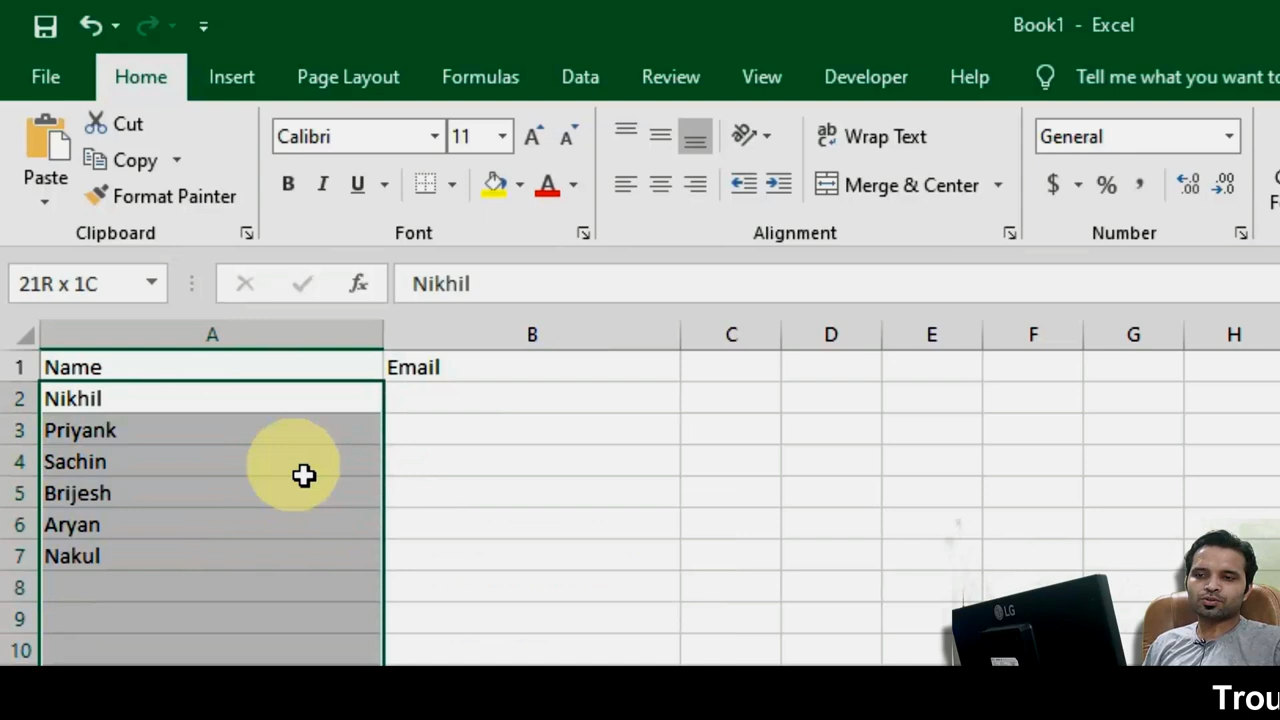 Book1 - Excel
File Home Insert Page Layout Formulas Data Review View Developer Help Tell me what you want to
Cut
Copy
Paste
Format Painter
Calibri 11
B I U A
Wrap Text
Merge & Center
General
$ % ,
Clipboard Font Alignment Number
21R x 1C fx Nikhil
A B C D E F G H
1 Name Email
2 Nikhil
3 Priyank
4 Sachin
5 Brijesh
6 Aryan
7 Nakul
8
9
10
LG